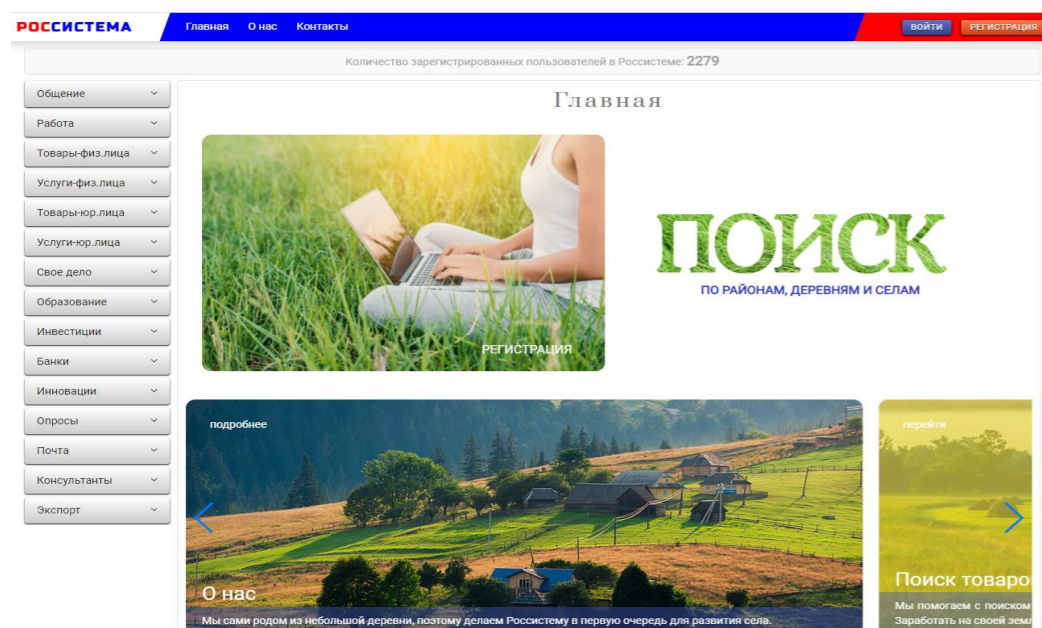 РОССИСТЕМА
Главная О нас Контакты
ВОЙТИ РЕГИСТРАЦИЯ
Количество зарегистрированных пользователей в Россистеме: 2279
Общение
Работа
Товары-физ.лица
Услуги-физ.лица
Товары-юр.лица
Услуги-юр.лица
Свое дело
Образование
Инвестиции
Банки
Инновации
Опросы
Почта
Консультанты
Экспорт
Главная
РЕГИСТРАЦИЯ
ПОИСК
ПО РАЙОНАМ, ДЕРЕВНЯМ И СЕЛАМ
подробнее
О нас
Мы сами родом из небольшой деревни, поэтому делаем Россистему в первую очередь для развития села.
перейти
Поиск товаро
Мы помогаем с поиском
Заработать на своей зем